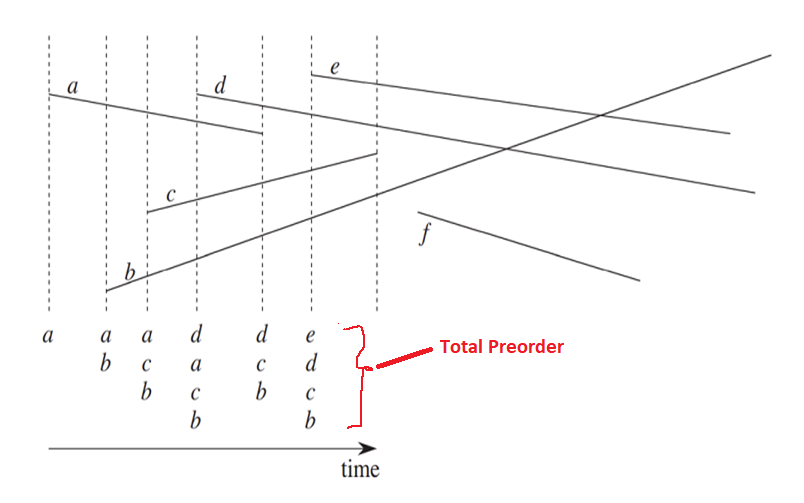 e
a
d
c
f
b
a a a d d e
b c a c d
b c b c
b b
Total Preorder
time